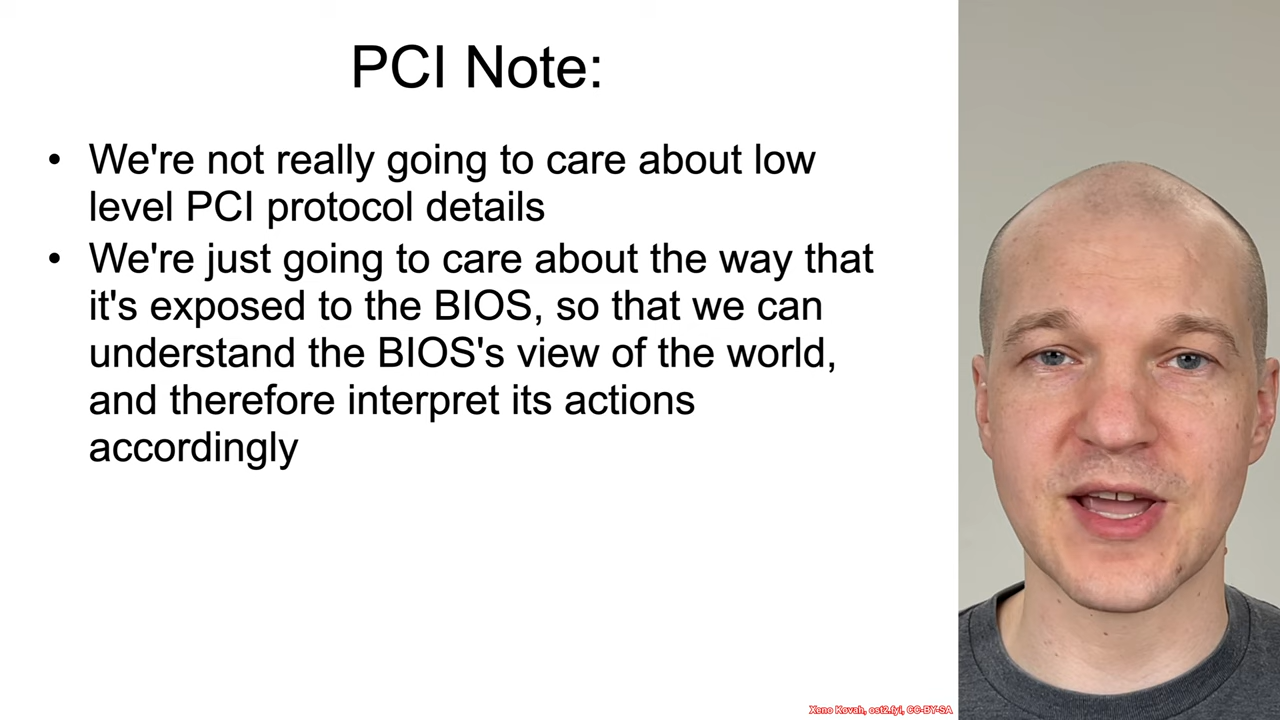 PCI Note:
• We're not really going to care about low
level PCI protocol details
• We're just going to care about the way that
it's exposed to the BIOS, so that we can
understand the BIOS's view of the world,
and therefore interpret its actions
accordingly
Xeno Kovah, ost2.fyi, CC-BY-SA